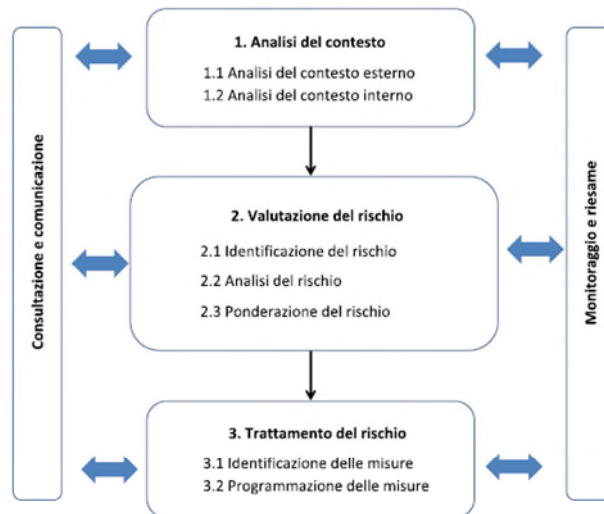 Consultazione e comunicazione
1. Analisi del contesto
1.1 Analisi del contesto esterno
1.2 Analisi del contesto interno
2. Valutazione del rischio
2.1 Identificazione del rischio
2.2 Analisi del rischio
2.3 Ponderazione del rischio
3. Trattamento del rischio
3.1 Identificazione delle misure
3.2 Programmazione delle misure
Monitoraggio e riesame